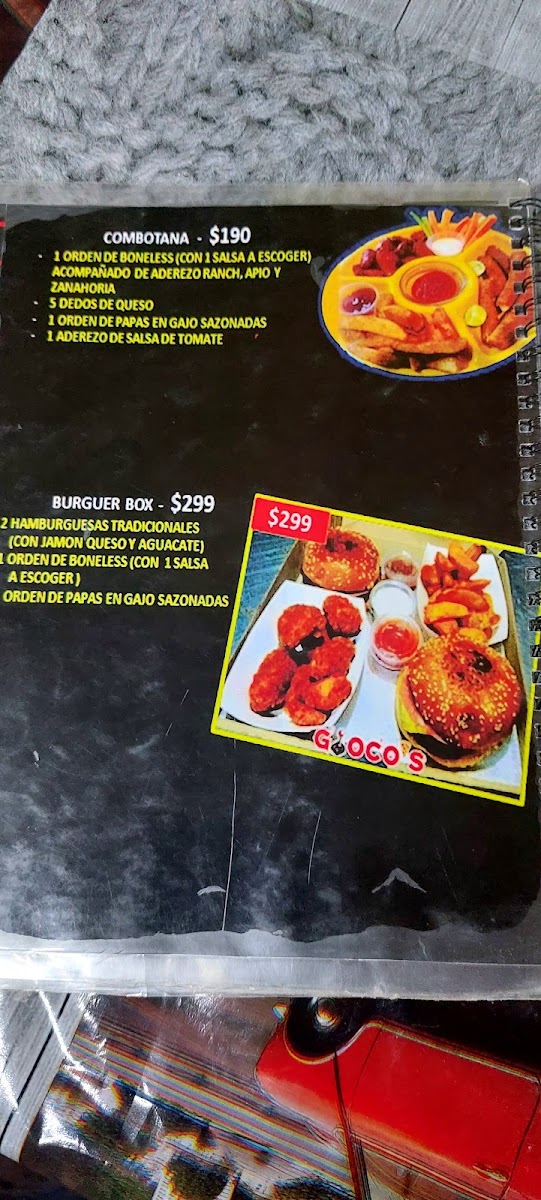 COMBOTANA - $190
- 1 ORDEN DE BONELESS (CON 1 SALSA A ESCOGER)
ACOMPAÑADO DE ADEREZO RANCH, APIO Y
ZANAHORIA
- 5 DEDOS DE QUESO
- 1 ORDEN DE PAPAS EN GAJO SAZONADAS
- 1 ADEREZO DE SALSA DE TOMATE
BURGUER BOX - $299
2 HAMBURGUESAS TRADICIONALES
(CON JAMON QUESO Y AGUACATE)
1 ORDEN DE BONELESS (CON 1 SALSA
A ESCOGER )
ORDEN DE PAPAS EN GAJO SAZONADAS
$299